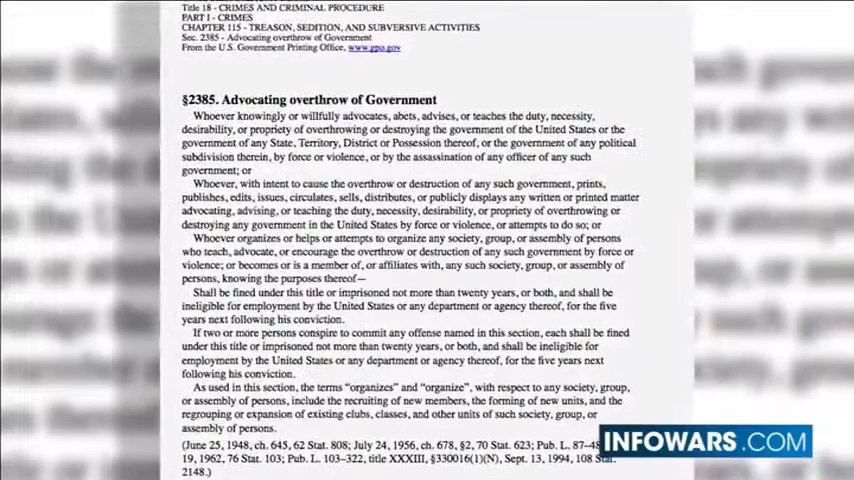 Title 18 - CRIMES AND CRIMINAL PROCEDURE
PART I - CRIMES
CHAPTER 115 - TREASON, SEDITION, AND SUBVERSIVE ACTIVITIES
Sec. 2385 - Advocating overthrow of Government
From the U.S. Government Printing Office, www.gpo.gov
§2385. Advocating overthrow of Government
Whoever knowingly or willfully advocates, abets, advises, or teaches the duty, necessity,
desirability, or propriety of overthrowing or destroying the government of the United States or the
government of any State, Territory, District or Possession thereof, or the government of any political
subdivision therein, by force or violence, or by the assassination of any officer of any such
government; or
Whoever, with intent to cause the overthrow or destruction of any such government, prints,
publishes, edits, issues, circulates, sells, distributes, or publicly displays any written or printed matter
advocating, advising, or teaching the duty, necessity, desirability, or propriety of overthrowing or
destroying any government in the United States by force or violence, or attempts to do so; or
Whoever organizes or helps or attempts to organize any society, group, or assembly of persons
who teach, advocate, or encourage the overthrow or destruction of any such government by force or
violence; or becomes or is a member of, or affiliates with, any such society, group, or assembly of
persons, knowing the purposes thereof—
Shall be fined under this title or imprisoned not more than twenty years, or both, and shall be
ineligible for employment by the United States or any department or agency thereof, for the five
years next following his conviction.
If two or more persons conspire to commit any offense named in this section, each shall be fined
under this title or imprisoned not more than twenty years, or both, and shall be ineligible for
employment by the United States or any department or agency thereof, for the five years next
following his conviction.
As used in this section, the terms “organizes” and “organize”, with respect to any society, group,
or assembly of persons, include the recruiting of new members, the forming of new units, and the
regrouping or expansion of existing clubs, classes, and other units of such society, group, or
assembly of persons.
(June 25, 1948, ch. 645, 62 Stat. 808; July 24, 1956, ch. 678, §2, 70 Stat. 623; Pub. L. 87–48
19, 1962, 76 Stat. 103; Pub. L. 103–322, title XXXIII, §330016(1)(N), Sept. 13, 1994, 108 Stat.
2148.)
INFOWARS.COM